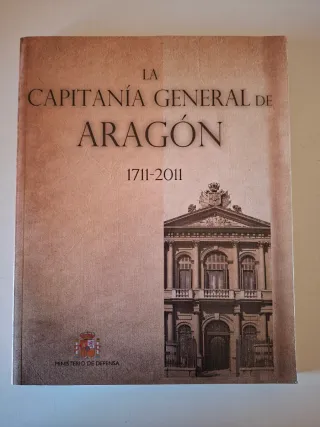 LA
CAPITANÍA GENERAL DE
ARAGÓN
1711-2011
MINISTERIO DE DEFENSA